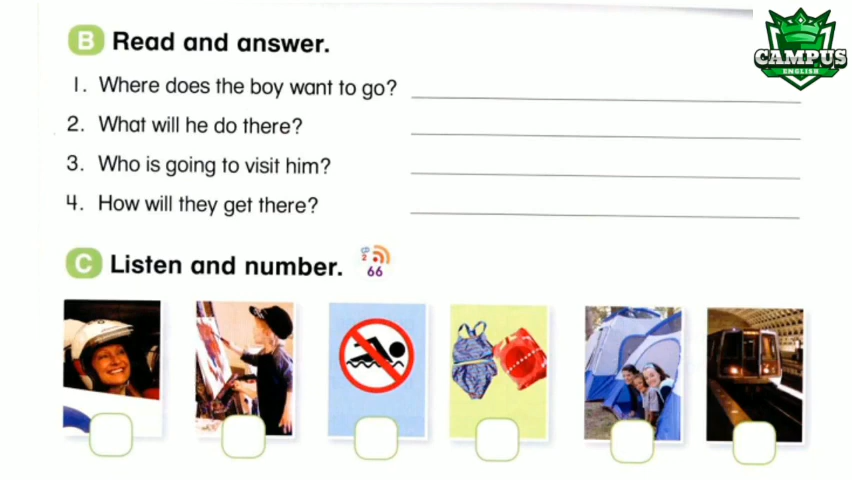 CAMPUS
ENGLISH
B Read and answer.
1. Where does the boy want to go?
2. What will he do there?
3. Who is going to visit him?
4. How will they get there?
C Listen and number.
CD
2
66